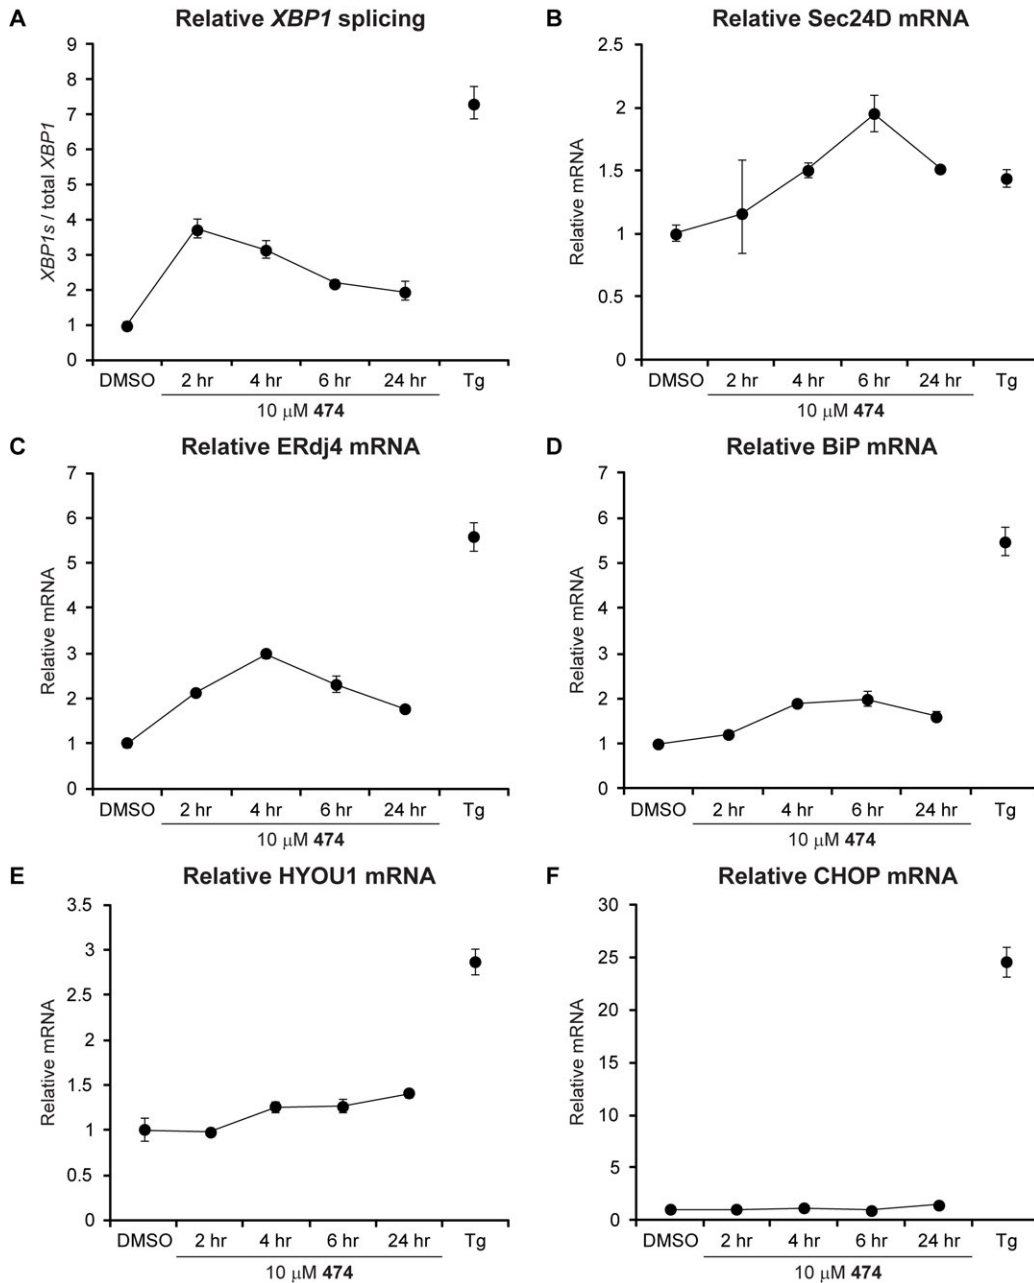 A Relative XBP1 splicing
XBP1s / total XBP1
9
8
7
6
5
4
3
2
1
0
DMSO 2 hr 4 hr 6 hr 24 hr Tg
10 μM 474
B Relative Sec24D mRNA
Relative mRNA
2.5
2
1.5
1
0.5
0
DMSO 2 hr 4 hr 6 hr 24 hr Tg
10 μM 474
C Relative ERdj4 mRNA
Relative mRNA
7
6
5
4
3
2
1
0
DMSO 2 hr 4 hr 6 hr 24 hr Tg
10 μM 474
D Relative BiP mRNA
Relative mRNA
7
6
5
4
3
2
1
0
DMSO 2 hr 4 hr 6 hr 24 hr Tg
10 μM 474
E Relative HYOU1 mRNA
Relative mRNA
3.5
3
2.5
2
1.5
1
0.5
0
DMSO 2 hr 4 hr 6 hr 24 hr Tg
10 μM 474
F Relative CHOP mRNA
Relative mRNA
30
25
20
15
10
5
0
DMSO 2 hr 4 hr 6 hr 24 hr Tg
10 μM 474